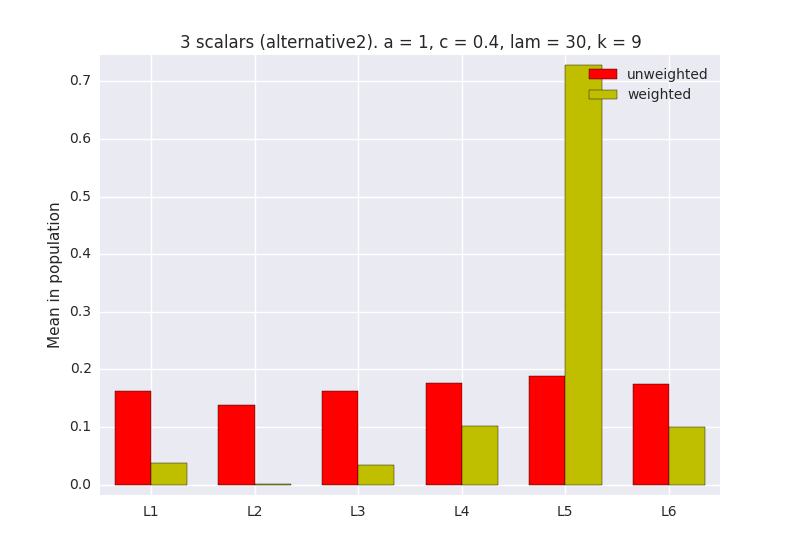 3 scalars (alternative2). a = 1, c = 0.4, lam = 30, k = 9
unweighted
weighted
Mean in population
0.7
0.6
0.5
0.4
0.3
0.2
0.1
0.0
L1 L2 L3 L4 L5 L6